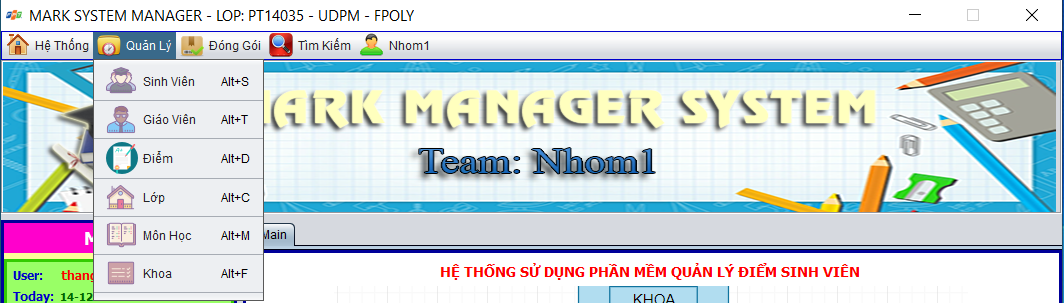 MARK SYSTEM MANAGER - LOP: PT14035 - UDPM - FPOLY
Hệ Thống Quản Lý Đóng Gói Tìm Kiếm Nhom1
Sinh Viên Alt+S
Giáo Viên Alt+T
Điểm Alt+D
Lớp Alt+C
Môn Học Alt+M
Khoa Alt+F
ARK MANAGER SYSTEM
Team: Nhom1
M
Main
User: thang
Today: 14-12
HỆ THỐNG SỬ DỤNG PHẦN MỀM QUẢN LÝ ĐIỂM SINH VIÊN
KHOA